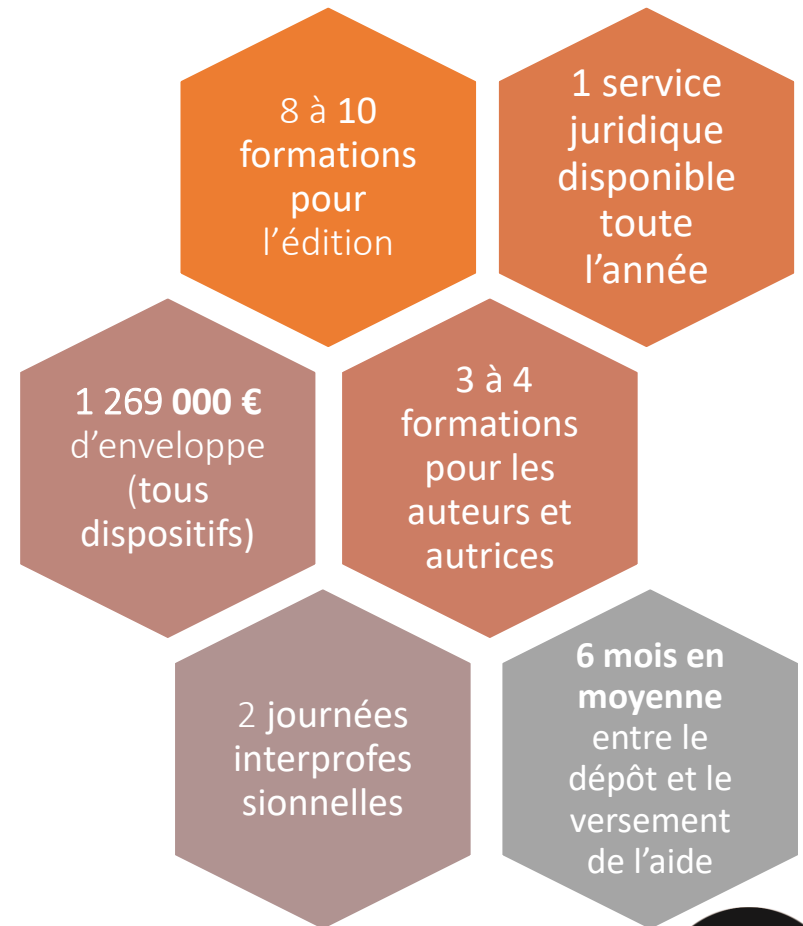 8 à 10
formations
pour
l’édition
1 service
juridique
disponible
toute
l’année
1 269 000 €
d’enveloppe
(tous
dispositifs)
3 à 4
formations
pour les
auteurs et
autrices
2 journées
interprofes
sionnelles
6 mois en
moyenne
entre le
dépôt et le
versement
de l’aide